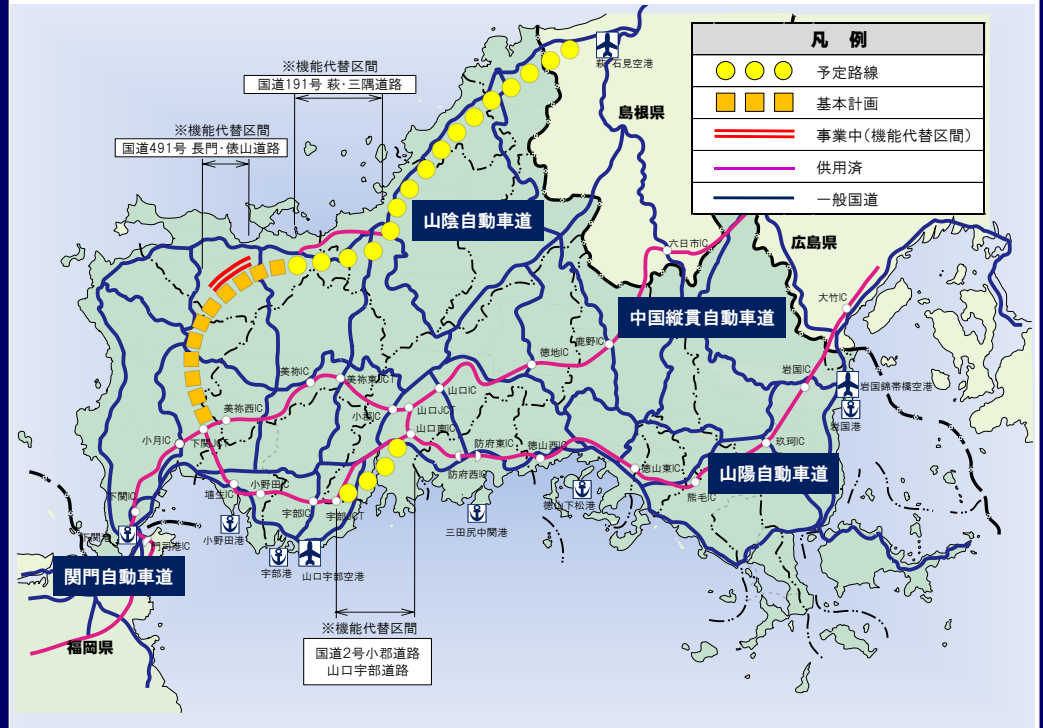 凡 例
予定路線
基本計画
事業中(機能代替区間)
供用済
一般国道
※機能代替区間
国道191号 萩・三隅道路
※機能代替区間
国道491号 長門・俵山道路
萩・石見空港
島根県
広島県
山陰自動車道
六日市IC
大竹IC
中国縦貫自動車道
鹿野IC
徳地IC
岩国IC
岩国錦帯橋空港
岩国港
美祢IC
美祢東JCT
山口IC
小郡IC
山口JCT
山口南IC
美祢西IC
小月IC
下関JCT
防府東IC
防府西IC
徳山西IC
徳山東IC
玖珂IC
山陽自動車道
熊毛IC
徳山下松港
三田尻中関港
埴生IC
小野田IC
宇部IC
宇部JCT
小野田港
宇部港
山口宇部空港
下関IC
下関港
門司港IC
関門自動車道
福岡県
※機能代替区間
国道2号小郡道路
山口宇部道路